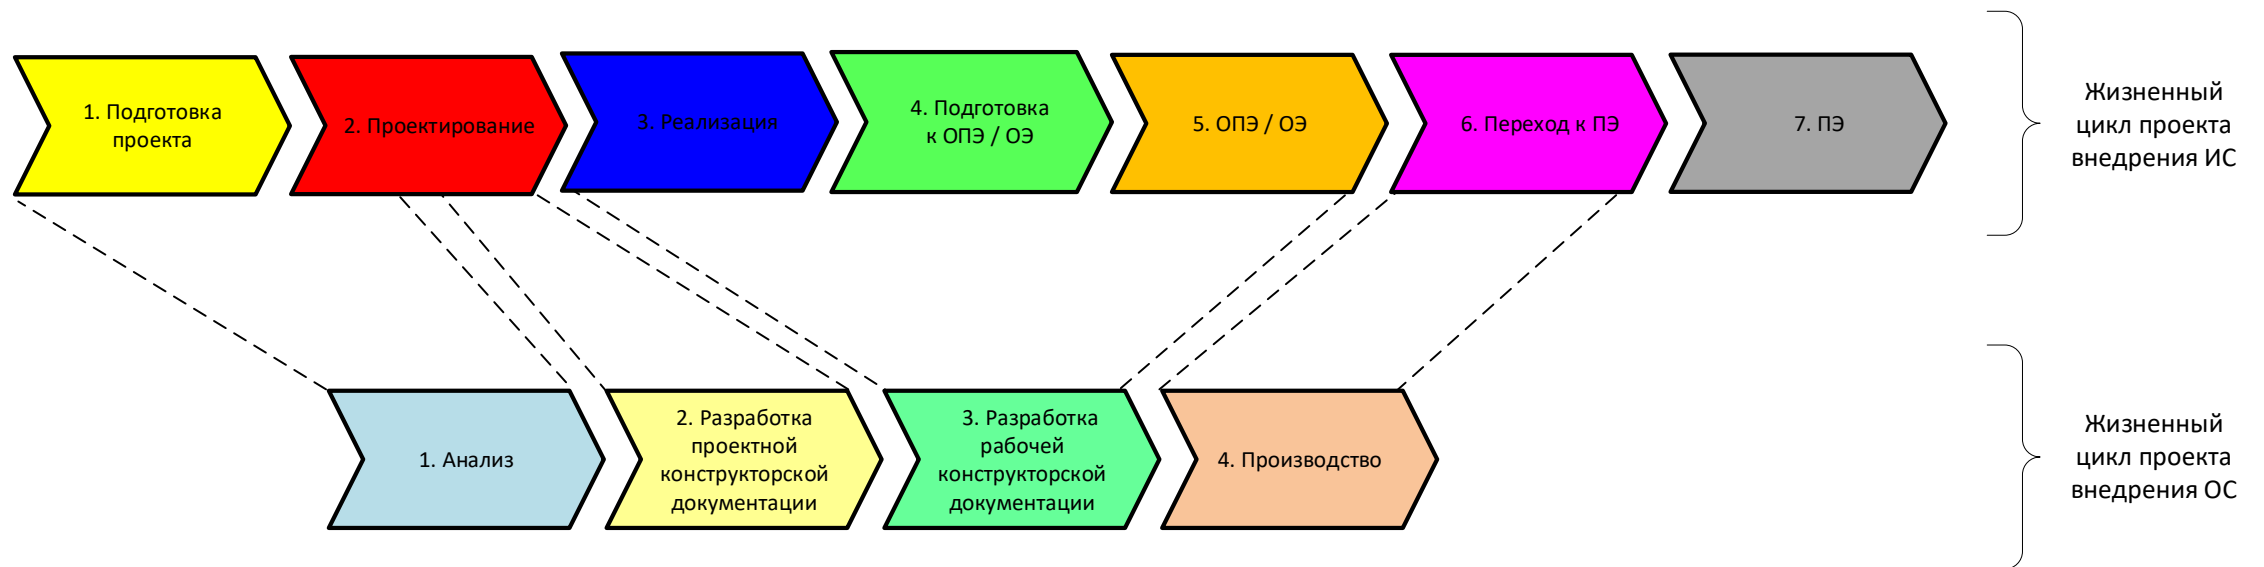 1. Подготовка
проекта
2. Проектирование
3. Реализация
4. Подготовка
к ОПЭ / ОЭ
5. ОПЭ / ОЭ
6. Переход к ПЭ
7. ПЭ
Жизненный
цикл проекта
внедрения ИС
1. Анализ
2. Разработка
проектной
конструкторской
документации
3. Разработка
рабочей
конструкторской
документации
4. Производство
Жизненный
цикл проекта
внедрения ОС